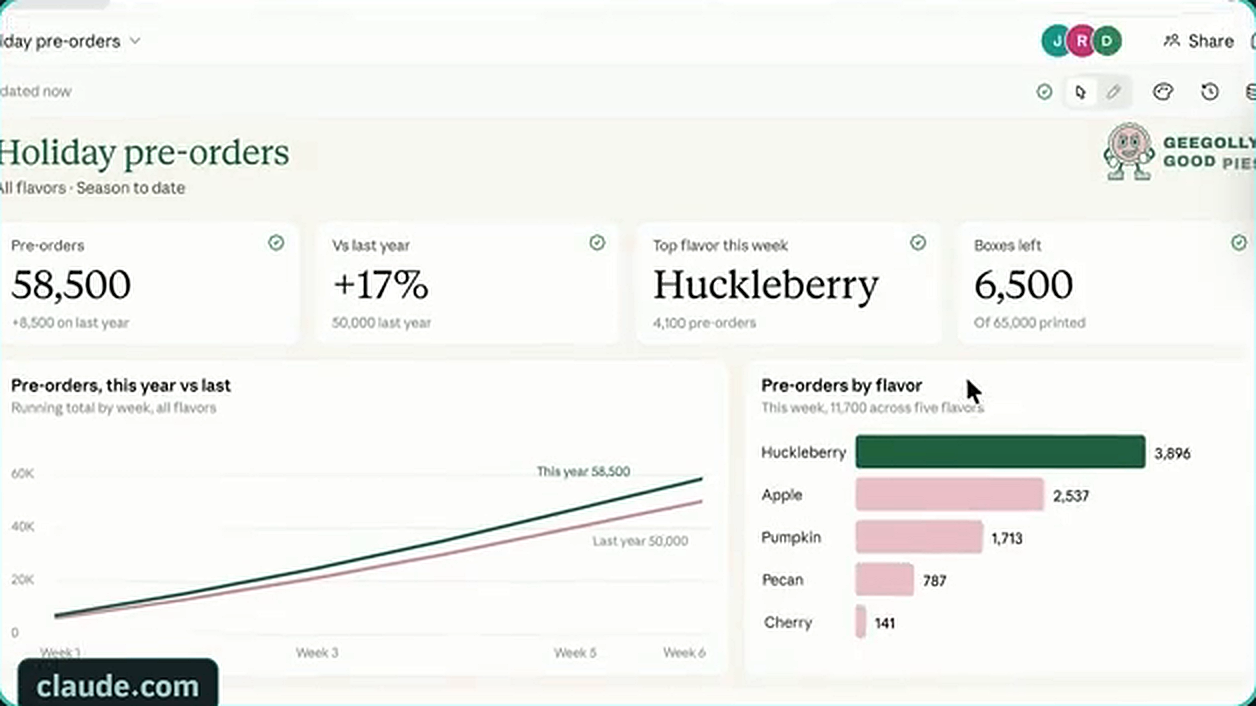 iday pre-orders
J R D
Share
dated now
Holiday pre-orders
All flavors · Season to date
GEEGOLLY
GOOD PIES
Pre-orders
58,500
+8,500 on last year
Vs last year
+17%
50,000 last year
Top flavor this week
Huckleberry
4,100 pre-orders
Boxes left
6,500
Of 65,000 printed
Pre-orders, this year vs last
Running total by week, all flavors
60K
40K
20K
0
This year 58,500
Last year 50,000
Week 1
Week 3
Week 5
Week 6
Pre-orders by flavor
This week, 11,700 across five flavors
Huckleberry 3,896
Apple 2,537
Pumpkin 1,713
Pecan 787
Cherry 141
claude.com